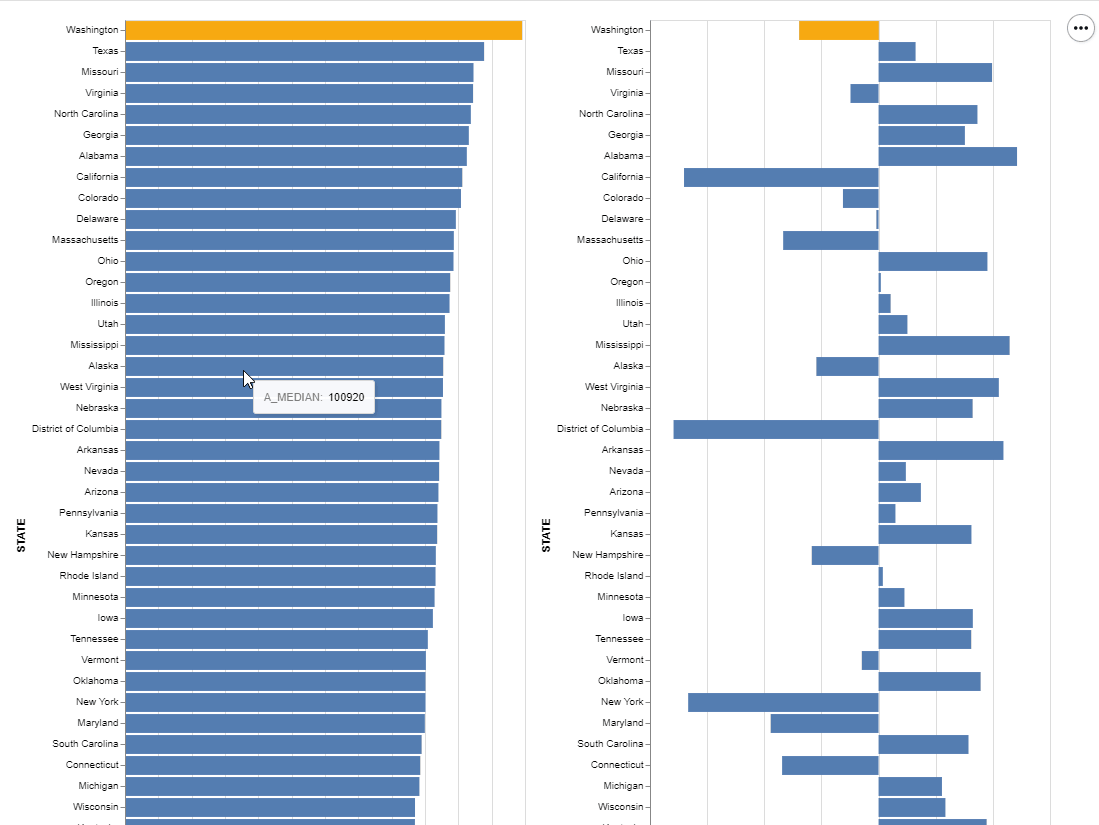 Washington
Texas
Missouri
Virginia
North Carolina
Georgia
Alabama
California
Colorado
Delaware
Massachusetts
Ohio
Oregon
Illinois
Utah
Mississippi
Alaska
West Virginia
A_MEDIAN: 100920
Nebraska
District of Columbia
Arkansas
Nevada
Arizona
Pennsylvania
Kansas
New Hampshire
Rhode Island
Minnesota
Iowa
Tennessee
Vermont
Oklahoma
New York
Maryland
South Carolina
Connecticut
Michigan
Wisconsin
STATE
Washington
Texas
Missouri
Virginia
North Carolina
Georgia
Alabama
California
Colorado
Delaware
Massachusetts
Ohio
Oregon
Illinois
Utah
Mississippi
Alaska
West Virginia
Nebraska
District of Columbia
Arkansas
Nevada
Arizona
Pennsylvania
Kansas
New Hampshire
Rhode Island
Minnesota
Iowa
Tennessee
Vermont
Oklahoma
New York
Maryland
South Carolina
Connecticut
Michigan
Wisconsin
STATE